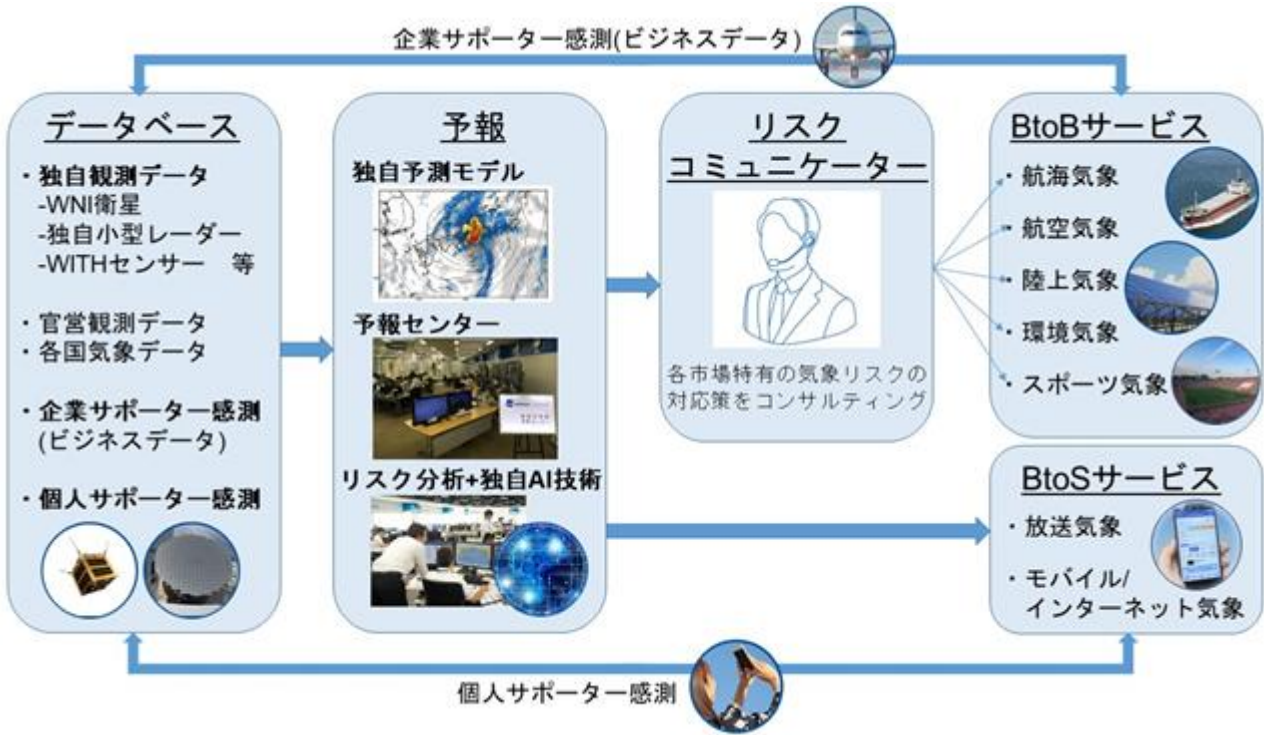 企業サポーター感測(ビジネスデータ)
データベース
・独自観測データ
-WNI衛星
-独自小型レーダー
-WITHセンサー　等
・官営観測データ
・各国気象データ
・企業サポーター感測
(ビジネスデータ)
・個人サポーター感測
予報
独自予測モデル
予報センター
リスク分析+独自AI技術
リスク
コミュニケーター
各市場特有の気象リスクの
対応策をコンサルティング
BtoBサービス
・航海気象
・航空気象
・陸上気象
・環境気象
・スポーツ気象
BtoSサービス
・放送気象
・モバイル/
インターネット気象
個人サポーター感測